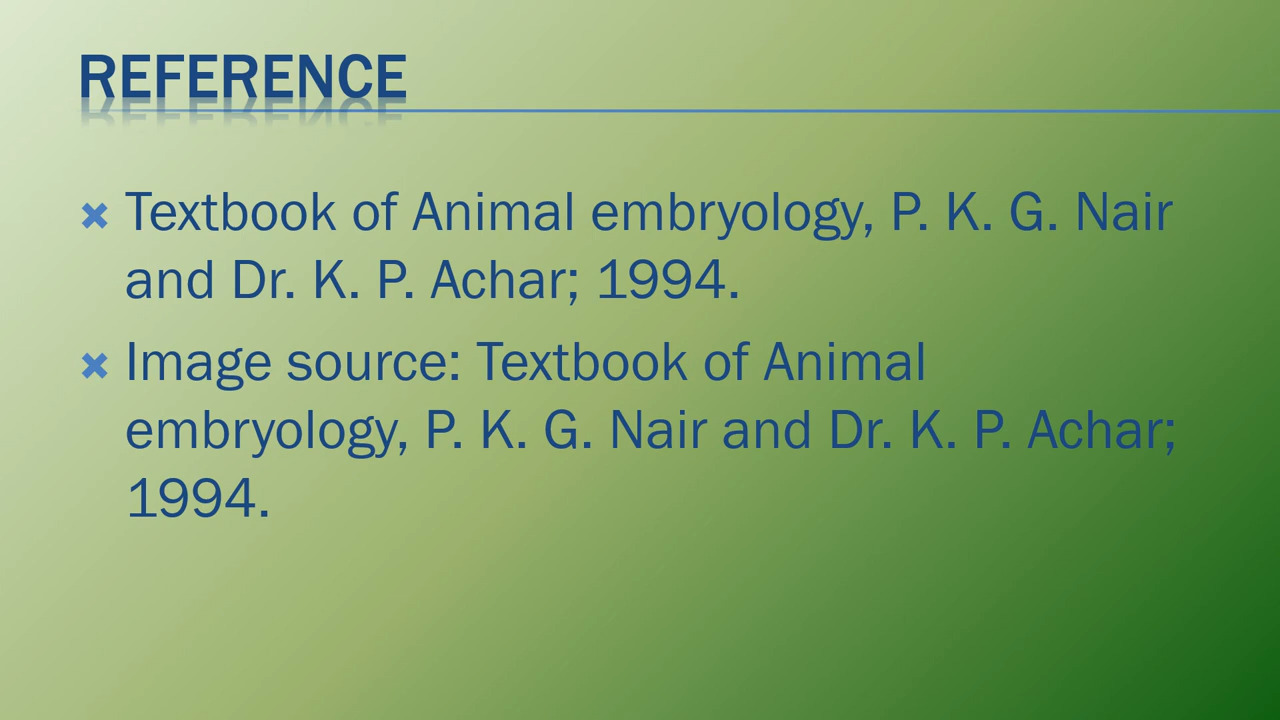 REFERENCE
Textbook of Animal embryology, P. K. G. Nair
and Dr. K. P. Achar; 1994.
Image source: Textbook of Animal
embryology, P. K. G. Nair and Dr. K. P. Achar;
1994.